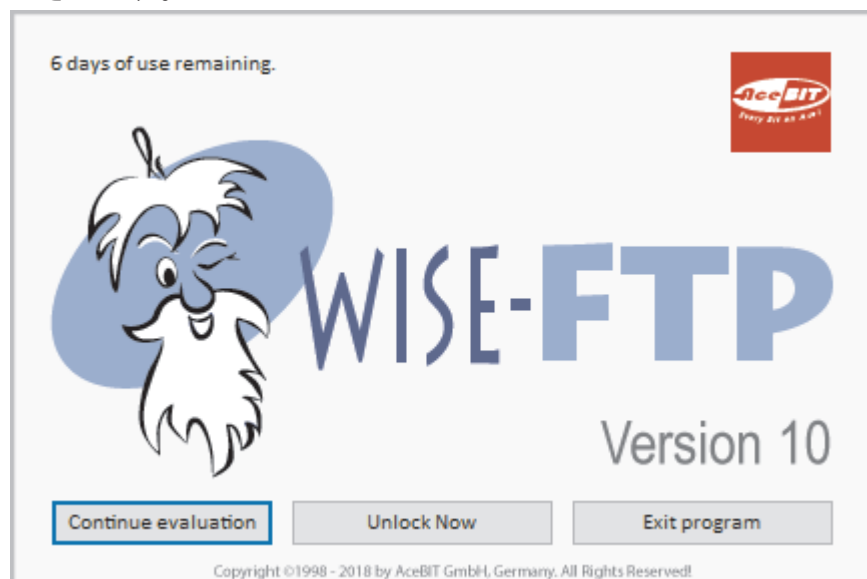 6 days of use remaining.
AceBIT
Every Bit an Ace!
WISE-FTP
Version 10
Continue evaluation
Unlock Now
Exit program
Copyright ©1998 - 2018 by AceBIT GmbH, Germany. All Rights Reserved!